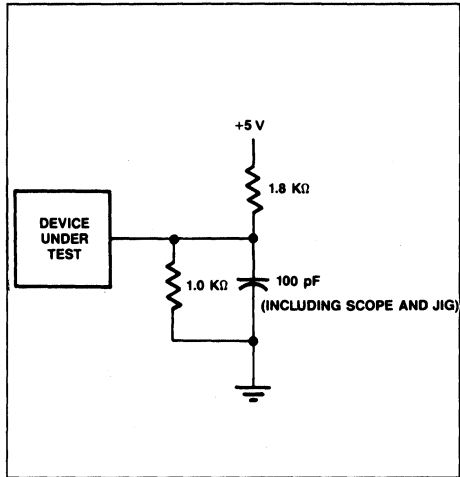 +5 V
1.8 KΩ
DEVICE
UNDER
TEST
1.0 KΩ
100 pF
(INCLUDING SCOPE AND JIG)